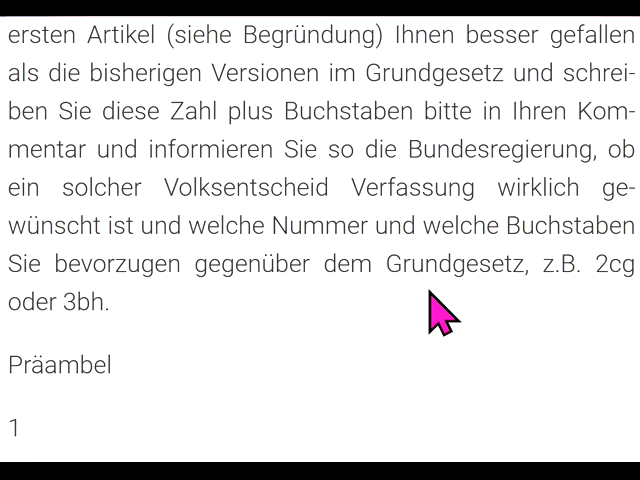 ersten Artikel (siehe Begründung) Ihnen besser gefallen
als die bisherigen Versionen im Grundgesetz und schrei-
ben Sie diese Zahl plus Buchstaben bitte in Ihren Kom-
mentar und informieren Sie so die Bundesregierung, ob
ein solcher Volksentscheid Verfassung wirklich ge-
wünscht ist und welche Nummer und welche Buchstaben
Sie bevorzugen gegenüber dem Grundgesetz, z.B. 2cg
oder 3bh.
Präambel
1